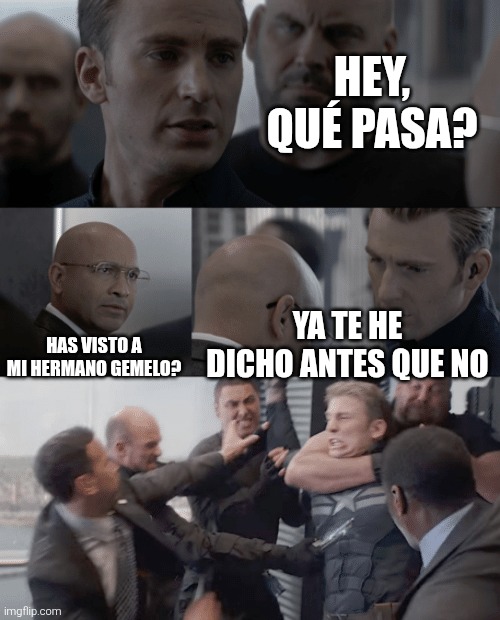 HEY,
QUÉ PASA?
HAS VISTO A
MI HERMANO GEMELO?
YA TE HE
DICHO ANTES QUE NO
imgflip.com